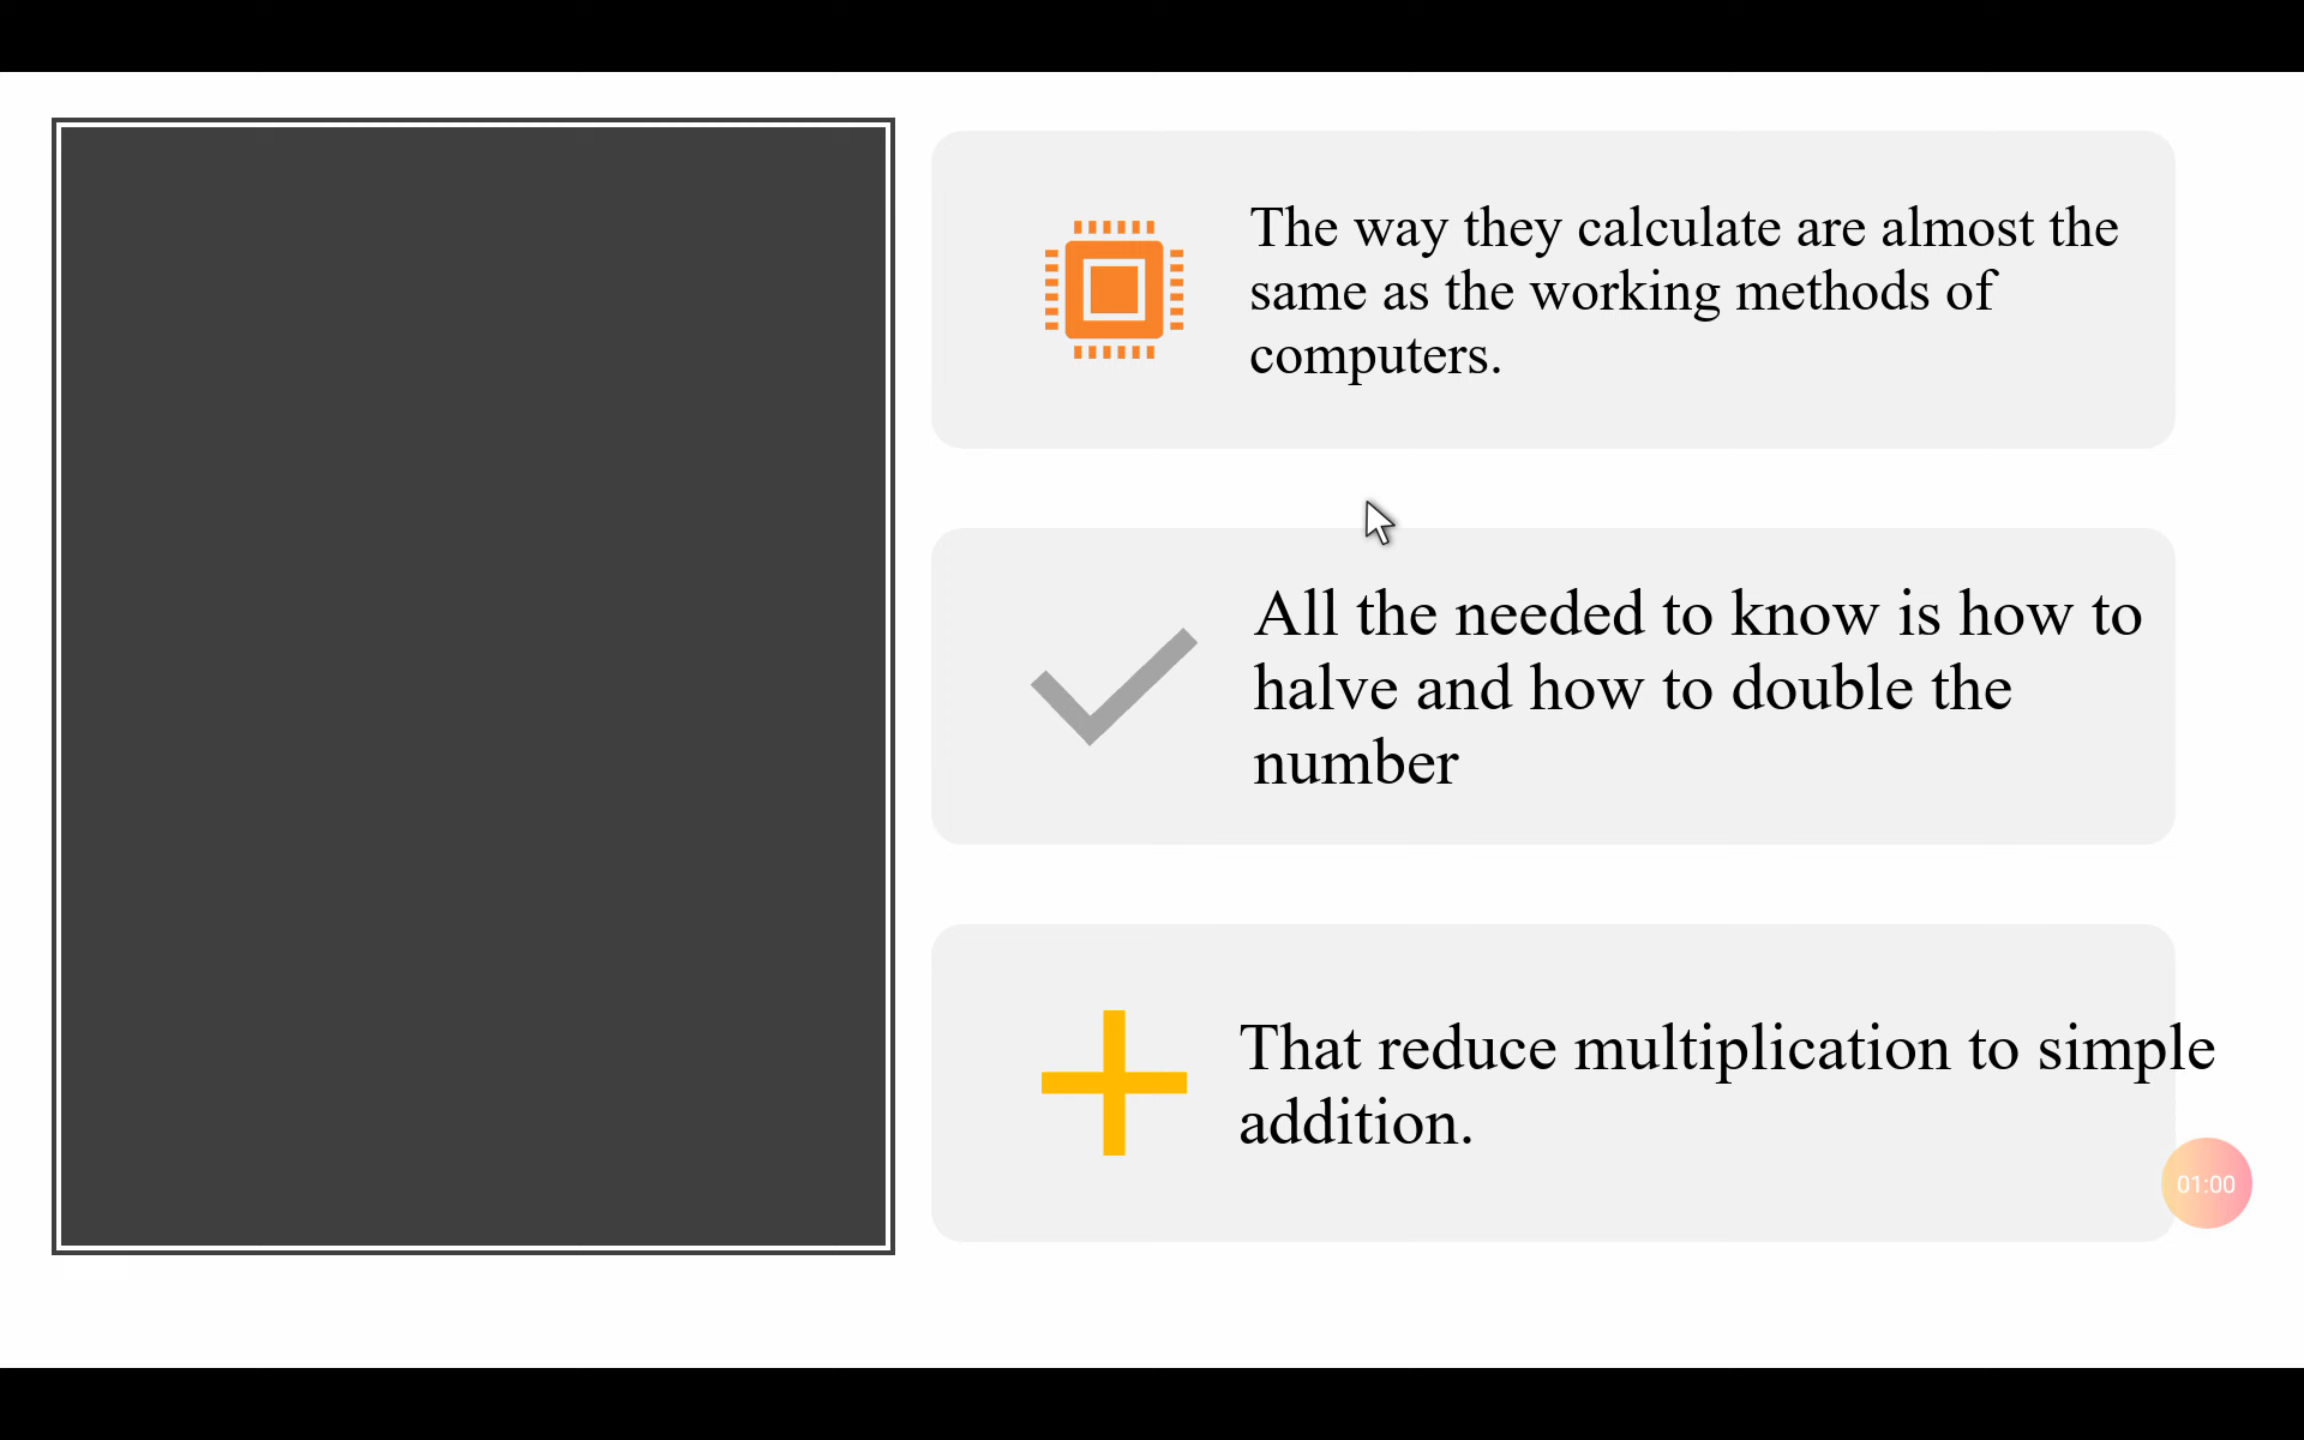 The way they calculate are almost the
same as the working methods of
computers.
All the needed to know is how to
halve and how to double the
number
That reduce multiplication to simple
addition.
01:00